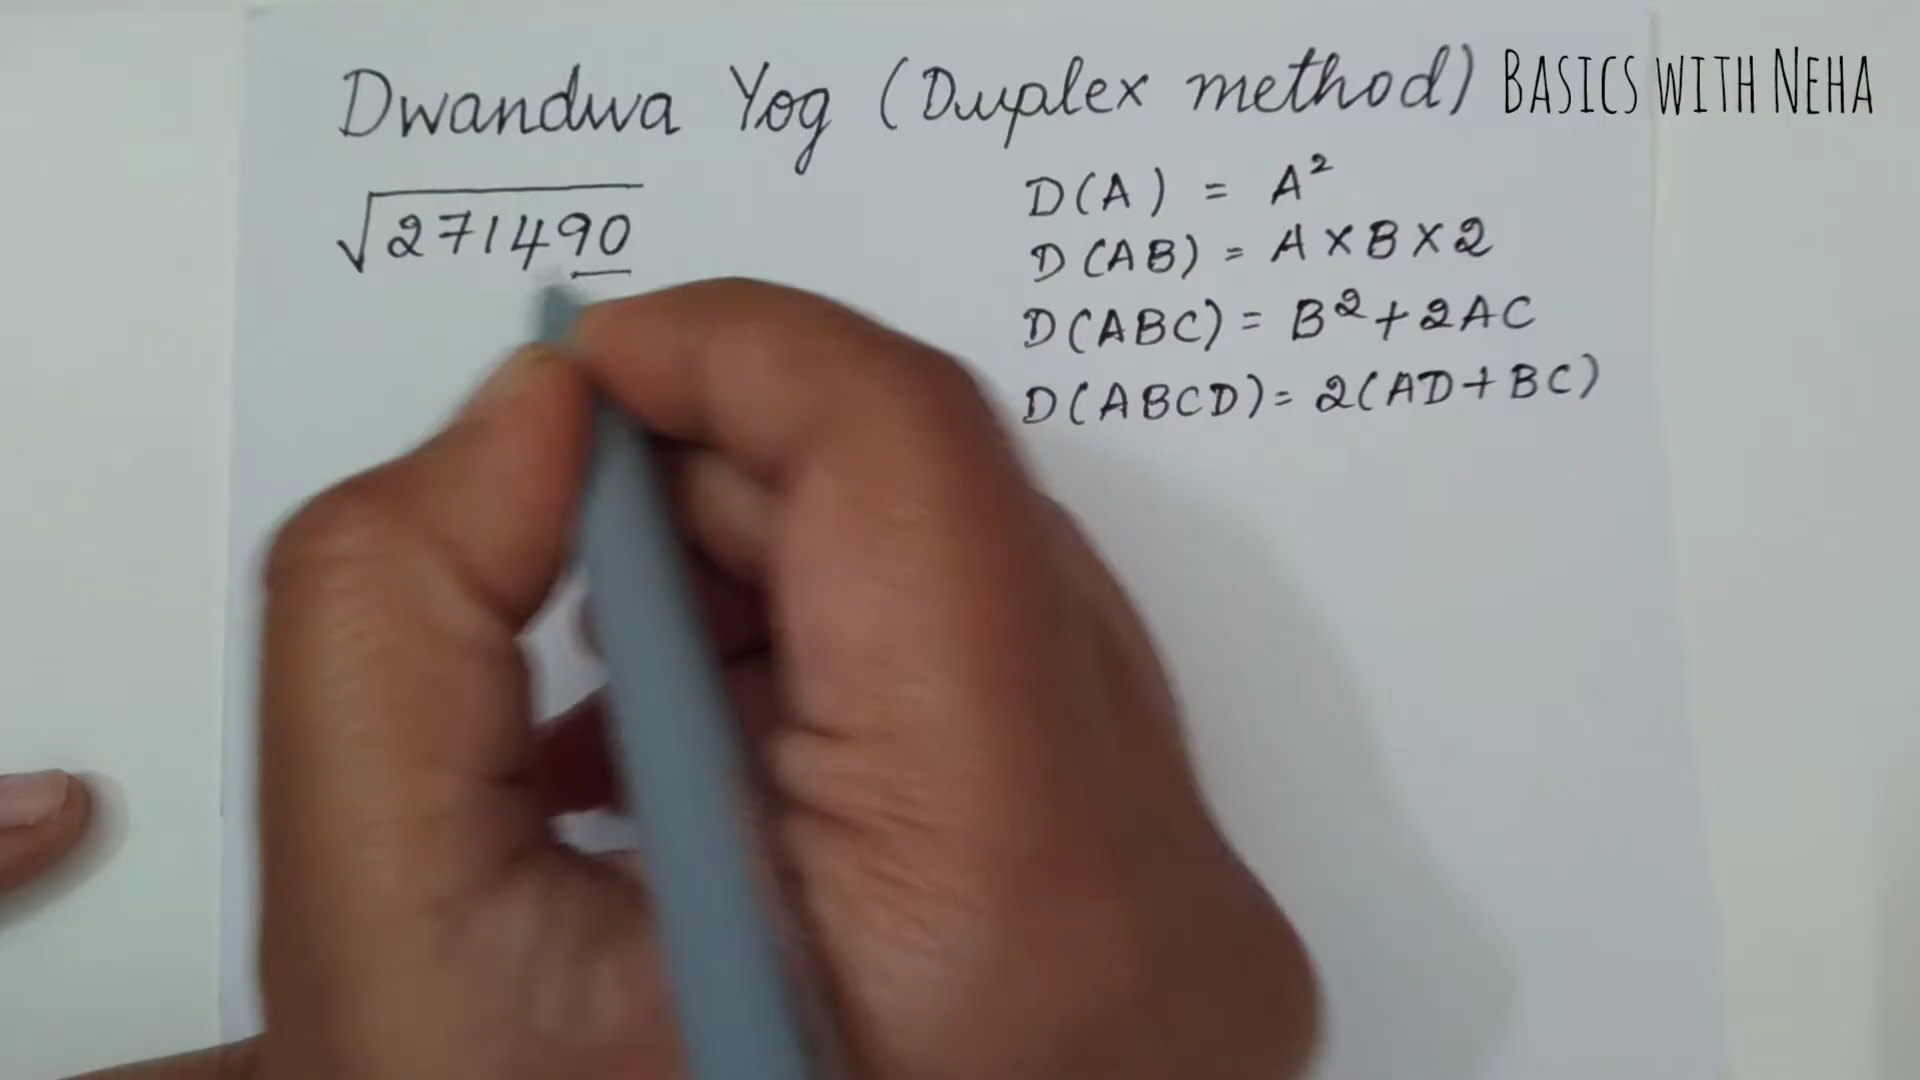 Dwandwa Yog (Duplex method)
BASICS WITH NEHA
√271490
D(A) = A²
D(AB) = A×B×2
D(ABC) = B²+2AC
D(ABCD) = 2(AD+BC)